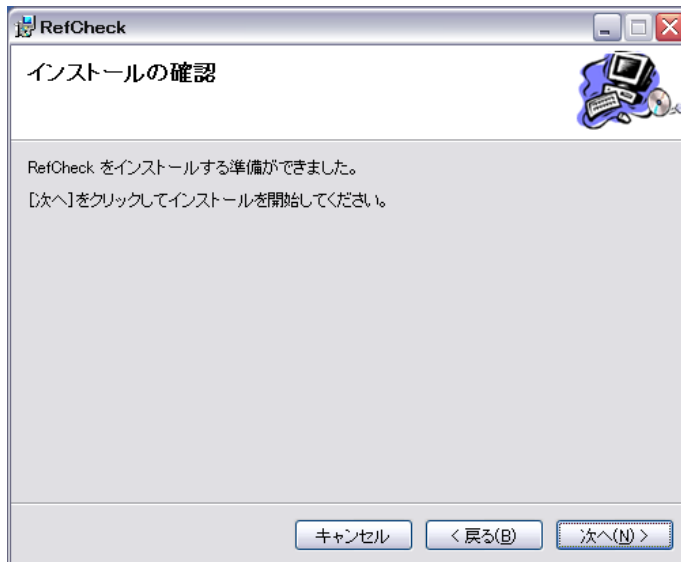 RefCheck
インストールの確認
RefCheck をインストールする準備ができました。
[次へ]をクリックしてインストールを開始してください。
キャンセル
< 戻る(B)
次へ(N) >